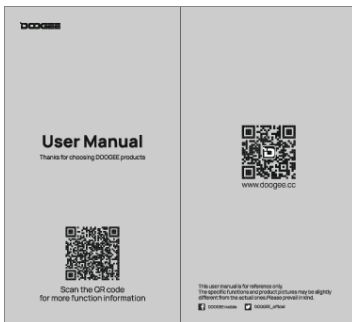 DOOGEE
User Manual
Thanks for choosing DOOGEE products
Scan the QR code
for more function information
www.doogee.cc
This user manual is for reference only.
The specific functions and product pictures may be slightly
different from the actual ones.Please prevail in kind.
DOOGEEmobile
DOOGEE_official